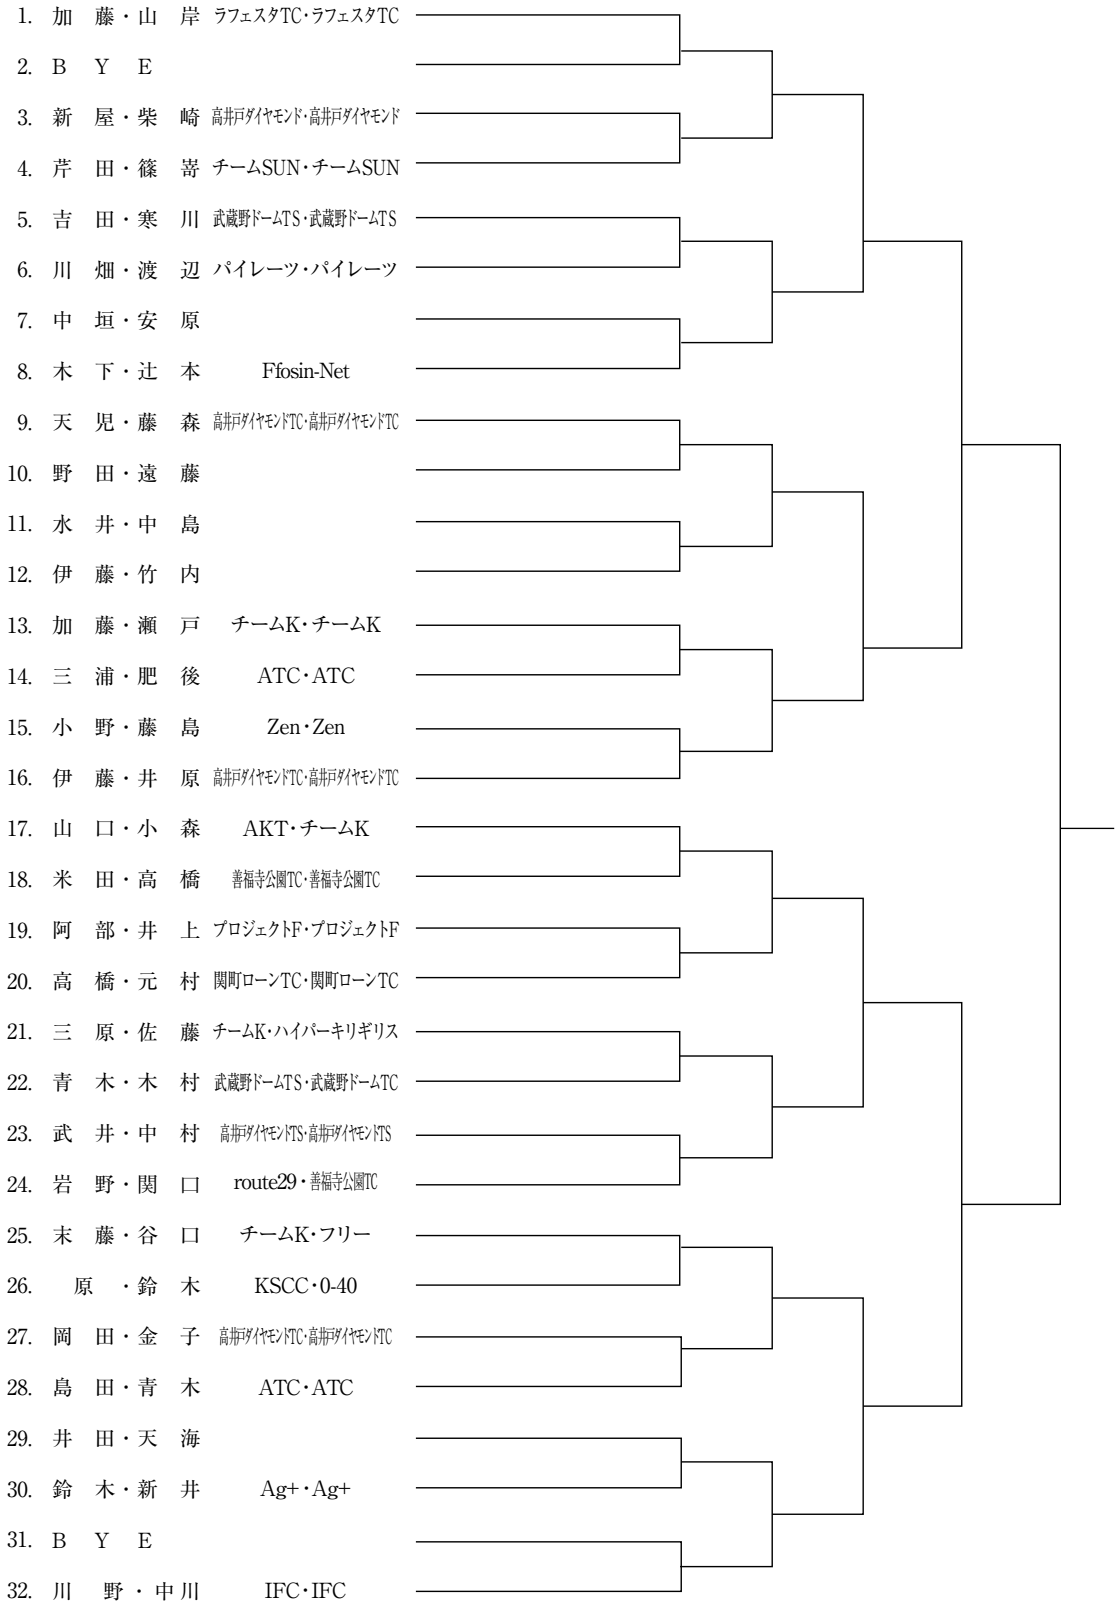 1. 加藤・山岸 ラフェスタTC・ラフェスタTC
2. BYE
3. 新屋・柴崎 高井戸ダイヤモンド・高井戸ダイヤモンド
4. 芹田・篠嵜 チームSUN・チームSUN
5. 吉田・寒川 武蔵野ドームTS・武蔵野ドームTS
6. 川畑・渡辺 パイレーツ・パイレーツ
7. 中垣・安原
8. 木下・辻本 Ffosin-Net
9. 天児・藤森 高井戸ダイヤモンドTC・高井戸ダイヤモンドTC
10. 野田・遠藤
11. 水井・中島
12. 伊藤・竹内
13. 加藤・瀬戸 チームK・チームK
14. 三浦・肥後 ATC・ATC
15. 小野・藤島 Zen・Zen
16. 伊藤・井原 高井戸ダイヤモンドTC・高井戸ダイヤモンドTC
17. 山口・小森 AKT・チームK
18. 米田・高橋 善福寺公園TC・善福寺公園TC
19. 阿部・井上 プロジェクトF・プロジェクトF
20. 高橋・元村 関町ローンTC・関町ローンTC
21. 三原・佐藤 チームK・ハイパーキリギリス
22. 青木・木村 武蔵野ドームTS・武蔵野ドームTC
23. 武井・中村 高井戸ダイヤモンドTS・高井戸ダイヤモンドTS
24. 岩野・関口 route29・善福寺公園TC
25. 末藤・谷口 チームK・フリー
26. 原・鈴木 KSCC・0-40
27. 岡田・金子 高井戸ダイヤモンドTC・高井戸ダイヤモンドTC
28. 島田・青木 ATC・ATC
29. 井田・天海
30. 鈴木・新井 Ag+・Ag+
31. BYE
32. 川野・中川 IFC・IFC